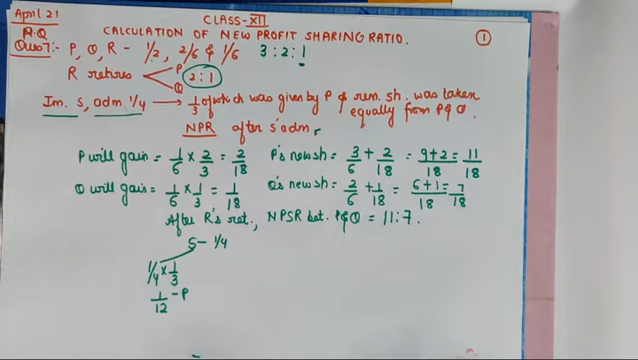 April 21
CLASS-XII
P.Q
CALCULATION OF NEW PROFIT SHARING RATIO.
1
Ques 7:- P, Q, R - 1/2, 2/6 & 1/6 3:2:1
R retires P Q 2:1
Im. S, adm. 1/4 → 1/3 of which was given by P & rem. sh. was taken
equally from P & Q.
NPR after S' adm.
P will gain = 1/6 × 2/3 = 2/18 P's new sh = 3/6 + 2/18 = 9+2/18 = 11/18
Q will gain = 1/6 × 1/3 = 1/18 Q's new sh = 2/6 + 1/18 = 6+1/18 = 7/18
After R's ret., NPSR bet. P & Q = 11:7.
S - 1/4
1/4 × 1/3
1/12 - P